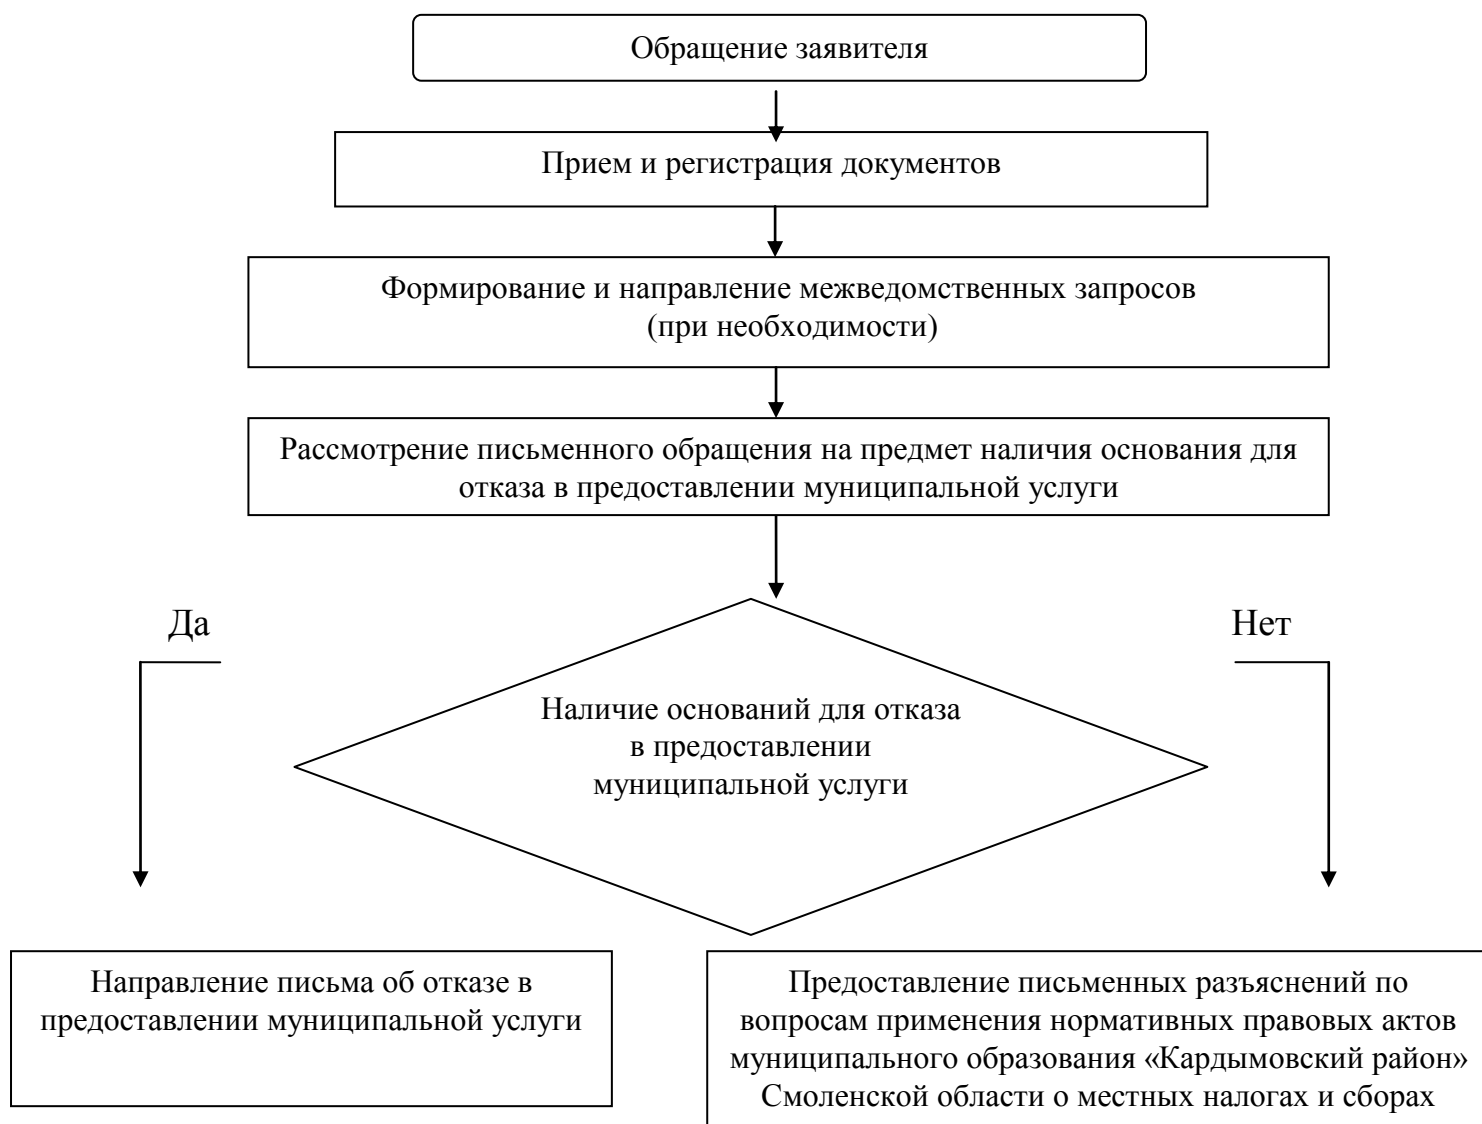 Обращение заявителя
Прием и регистрация документов
Формирование и направление межведомственных запросов
(при необходимости)
Рассмотрение письменного обращения на предмет наличия основания для
отказа в предоставлении муниципальной услуги
Да
Нет
Наличие оснований для отказа
в предоставлении
муниципальной услуги
Направление письма об отказе в
предоставлении муниципальной услуги
Предоставление письменных разъяснений по
вопросам применения нормативных правовых актов
муниципального образования «Кардымовский район»
Смоленской области о местных налогах и сборах